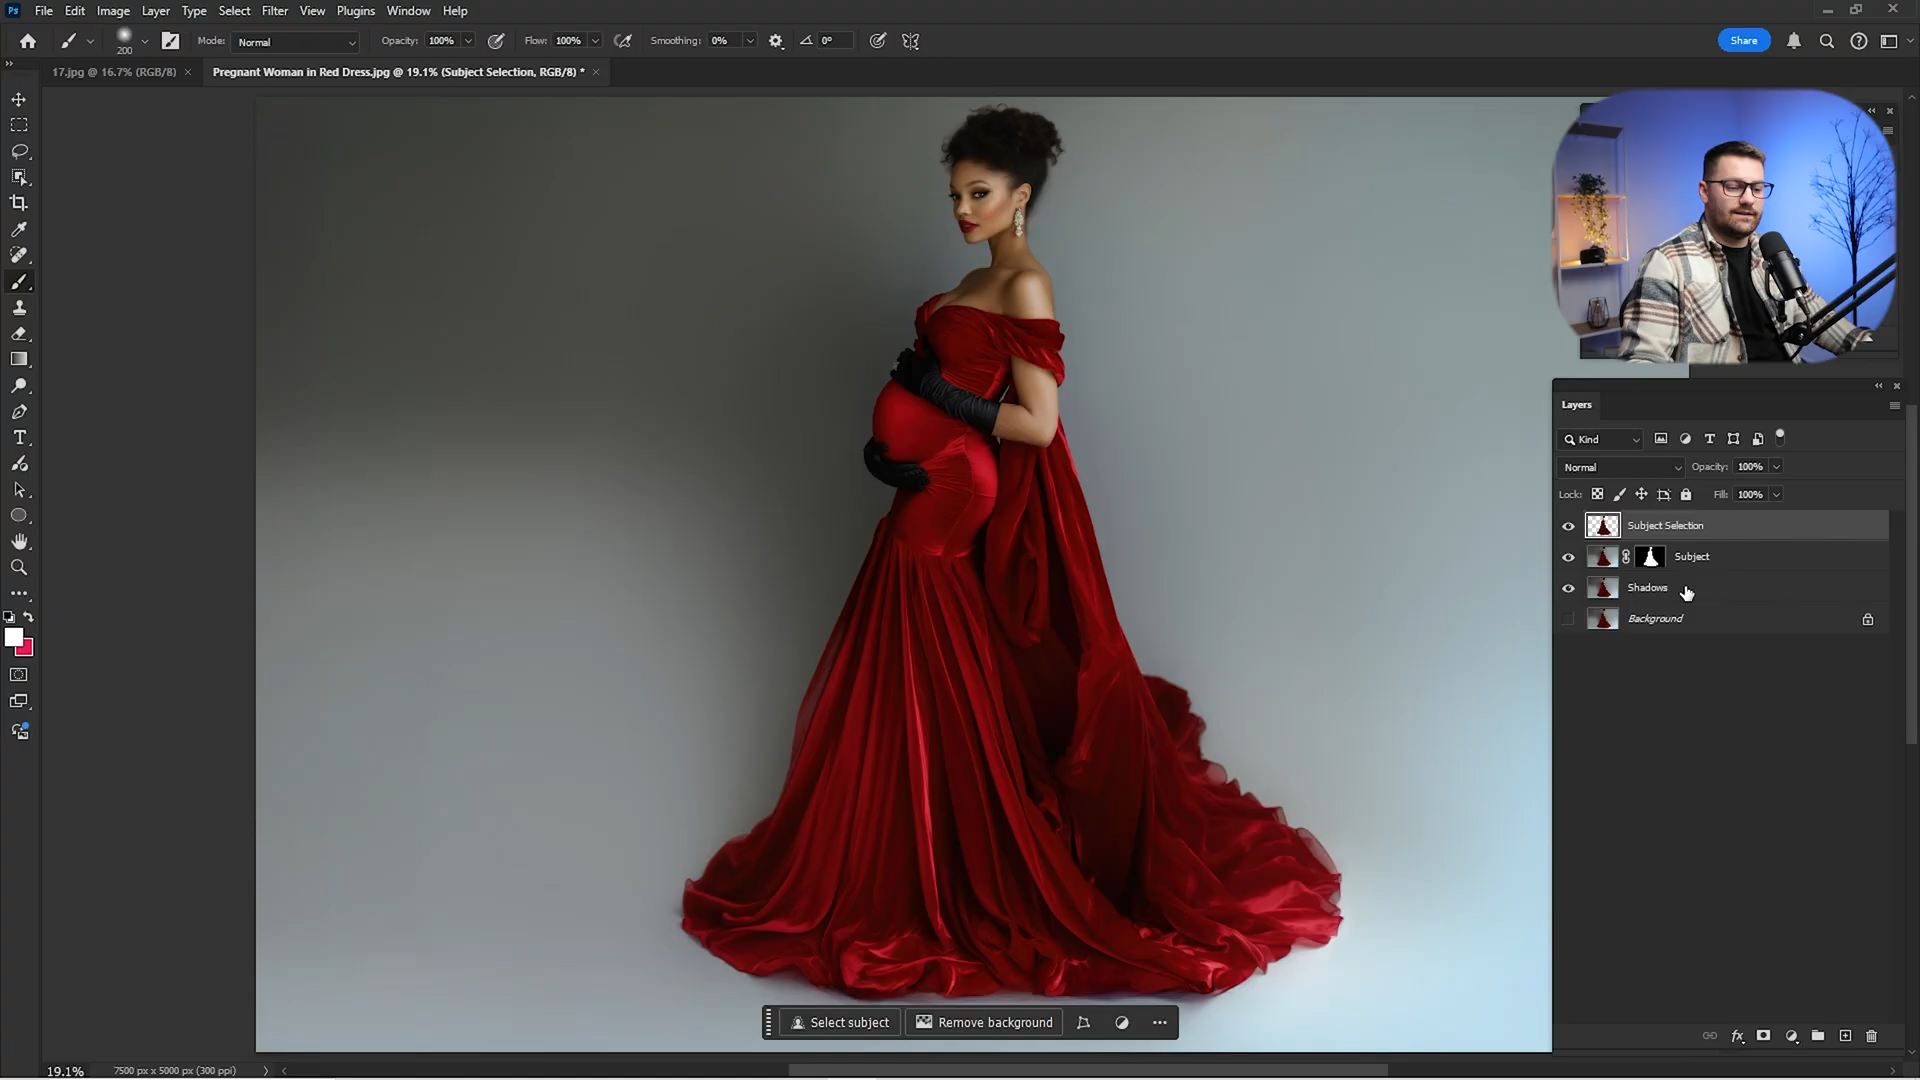 Ps File Edit Image Layer Type Select Filter View Plugins Window Help
200 Mode: Normal Opacity: 100% Flow: 100% Smoothing: 0% 0° Share
17.jpg @ 16.7% (RGB/8) × Pregnant Woman in Red Dress.jpg @ 19.1% (Subject Selection, RGB/8) * ×
Layers
Kind
Normal Opacity: 100%
Lock: Fill: 100%
Subject Selection
Subject
Shadows
Background
Select subject Remove background
19.1% 7500 px x 5000 px (300 ppi)